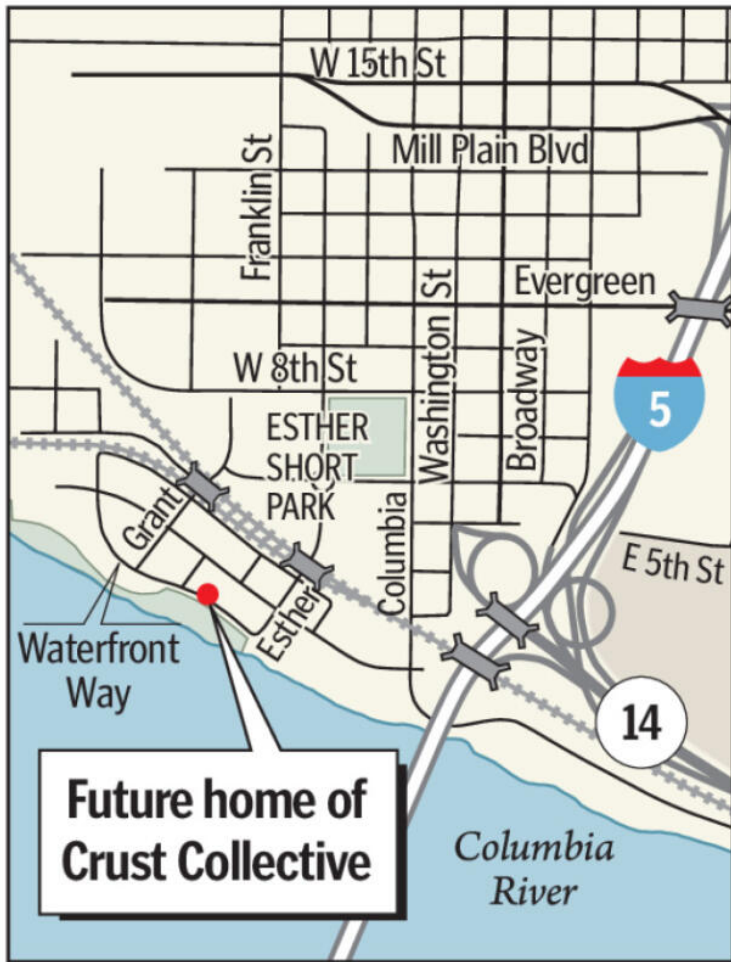 W 15th St
Mill Plain Blvd
Franklin St
Evergreen
Washington St
Broadway
W 8th St
5
ESTHER
SHORT
PARK
Grant
Columbia
E 5th St
Esther
Waterfront
Way
14
Future home of
Crust Collective
Columbia
River